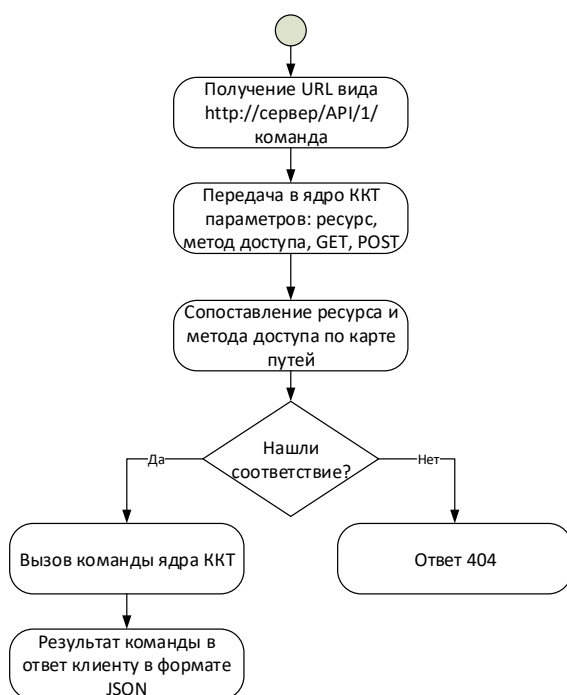 Получение URL вида
http://сервер/API/1/
команда
Передача в ядро ККТ
параметров: ресурс,
метод доступа, GET, POST
Сопоставление ресурса и
метода доступа по карте
путей
Нашли
соответствие?
Да
Нет
Вызов команды ядра ККТ
Ответ 404
Результат команды в
ответ клиенту в формате
JSON